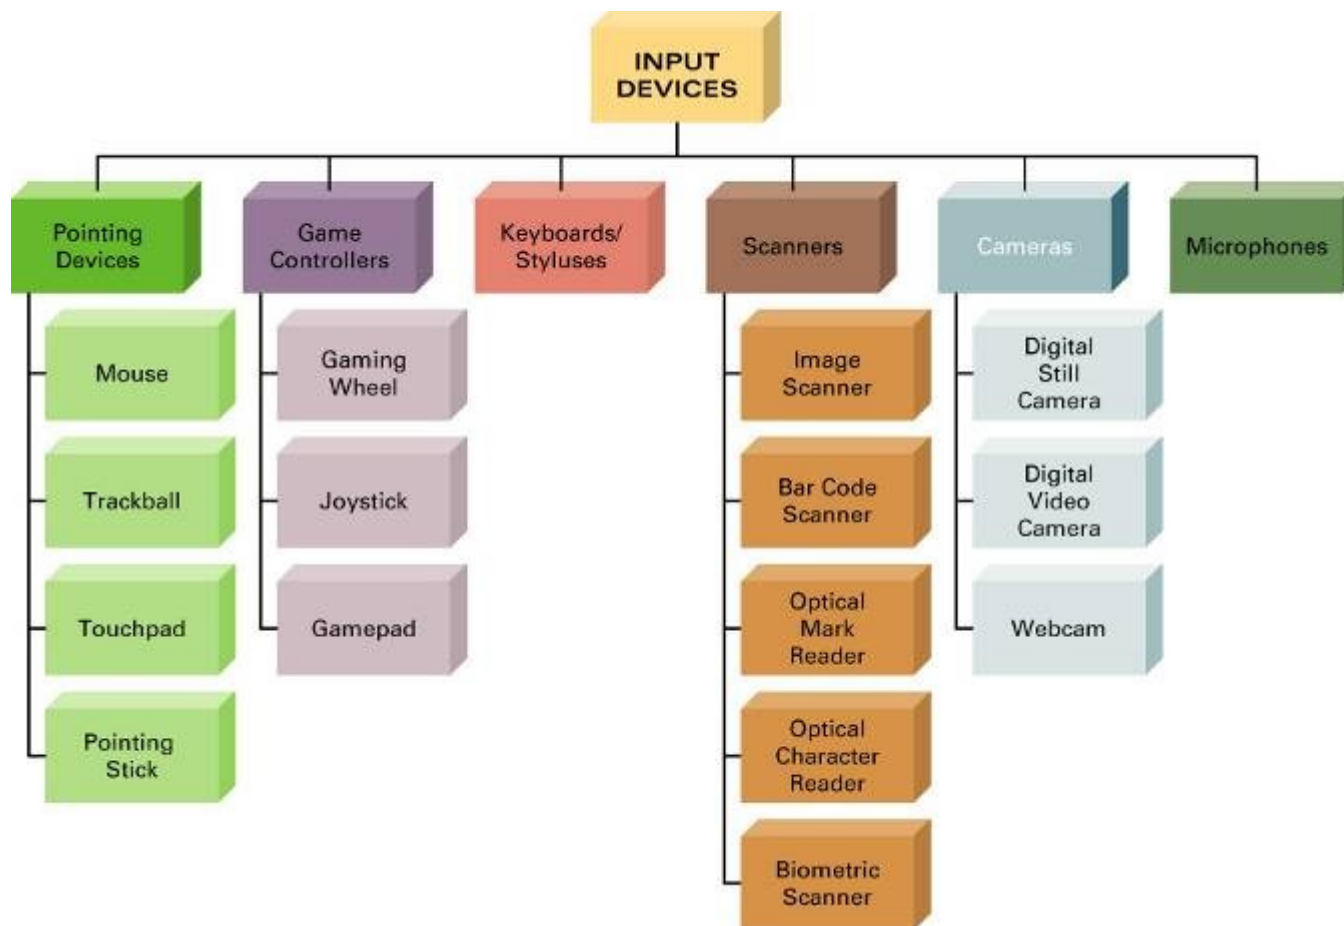 INPUT
DEVICES
Pointing
Devices
Game
Controllers
Keyboards/
Styluses
Scanners
Cameras
Microphones
Mouse
Trackball
Touchpad
Pointing
Stick
Gaming
Wheel
Joystick
Gamepad
Image
Scanner
Bar Code
Scanner
Optical
Mark
Reader
Optical
Character
Reader
Biometric
Scanner
Digital
Still
Camera
Digital
Video
Camera
Webcam